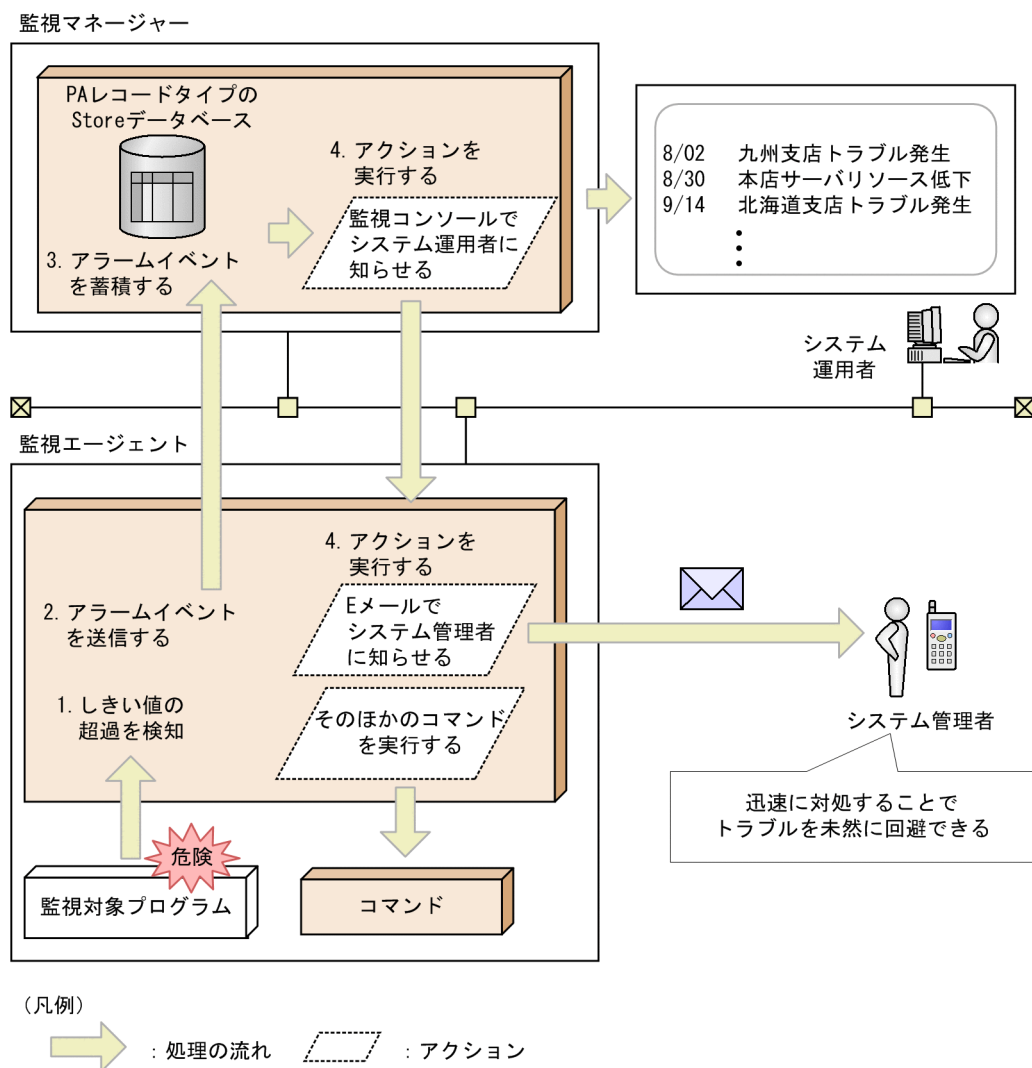 監視マネージャー
PAレコードタイプの
Storeデータベース
3. アラームイベント
を蓄積する
4. アクションを
実行する
監視コンソールで
システム運用者に
知らせる
8/02 九州支店トラブル発生
8/30 本店サーバリソース低下
9/14 北海道支店トラブル発生
システム
運用者
監視エージェント
2. アラームイベント
を送信する
1. しきい値の
超過を検知
4. アクションを
実行する
Eメールで
システム管理者
に知らせる
そのほかのコマンド
を実行する
システム管理者
迅速に対処することで
トラブルを未然に回避できる
危険
監視対象プログラム
コマンド
（凡例）
：処理の流れ
：アクション